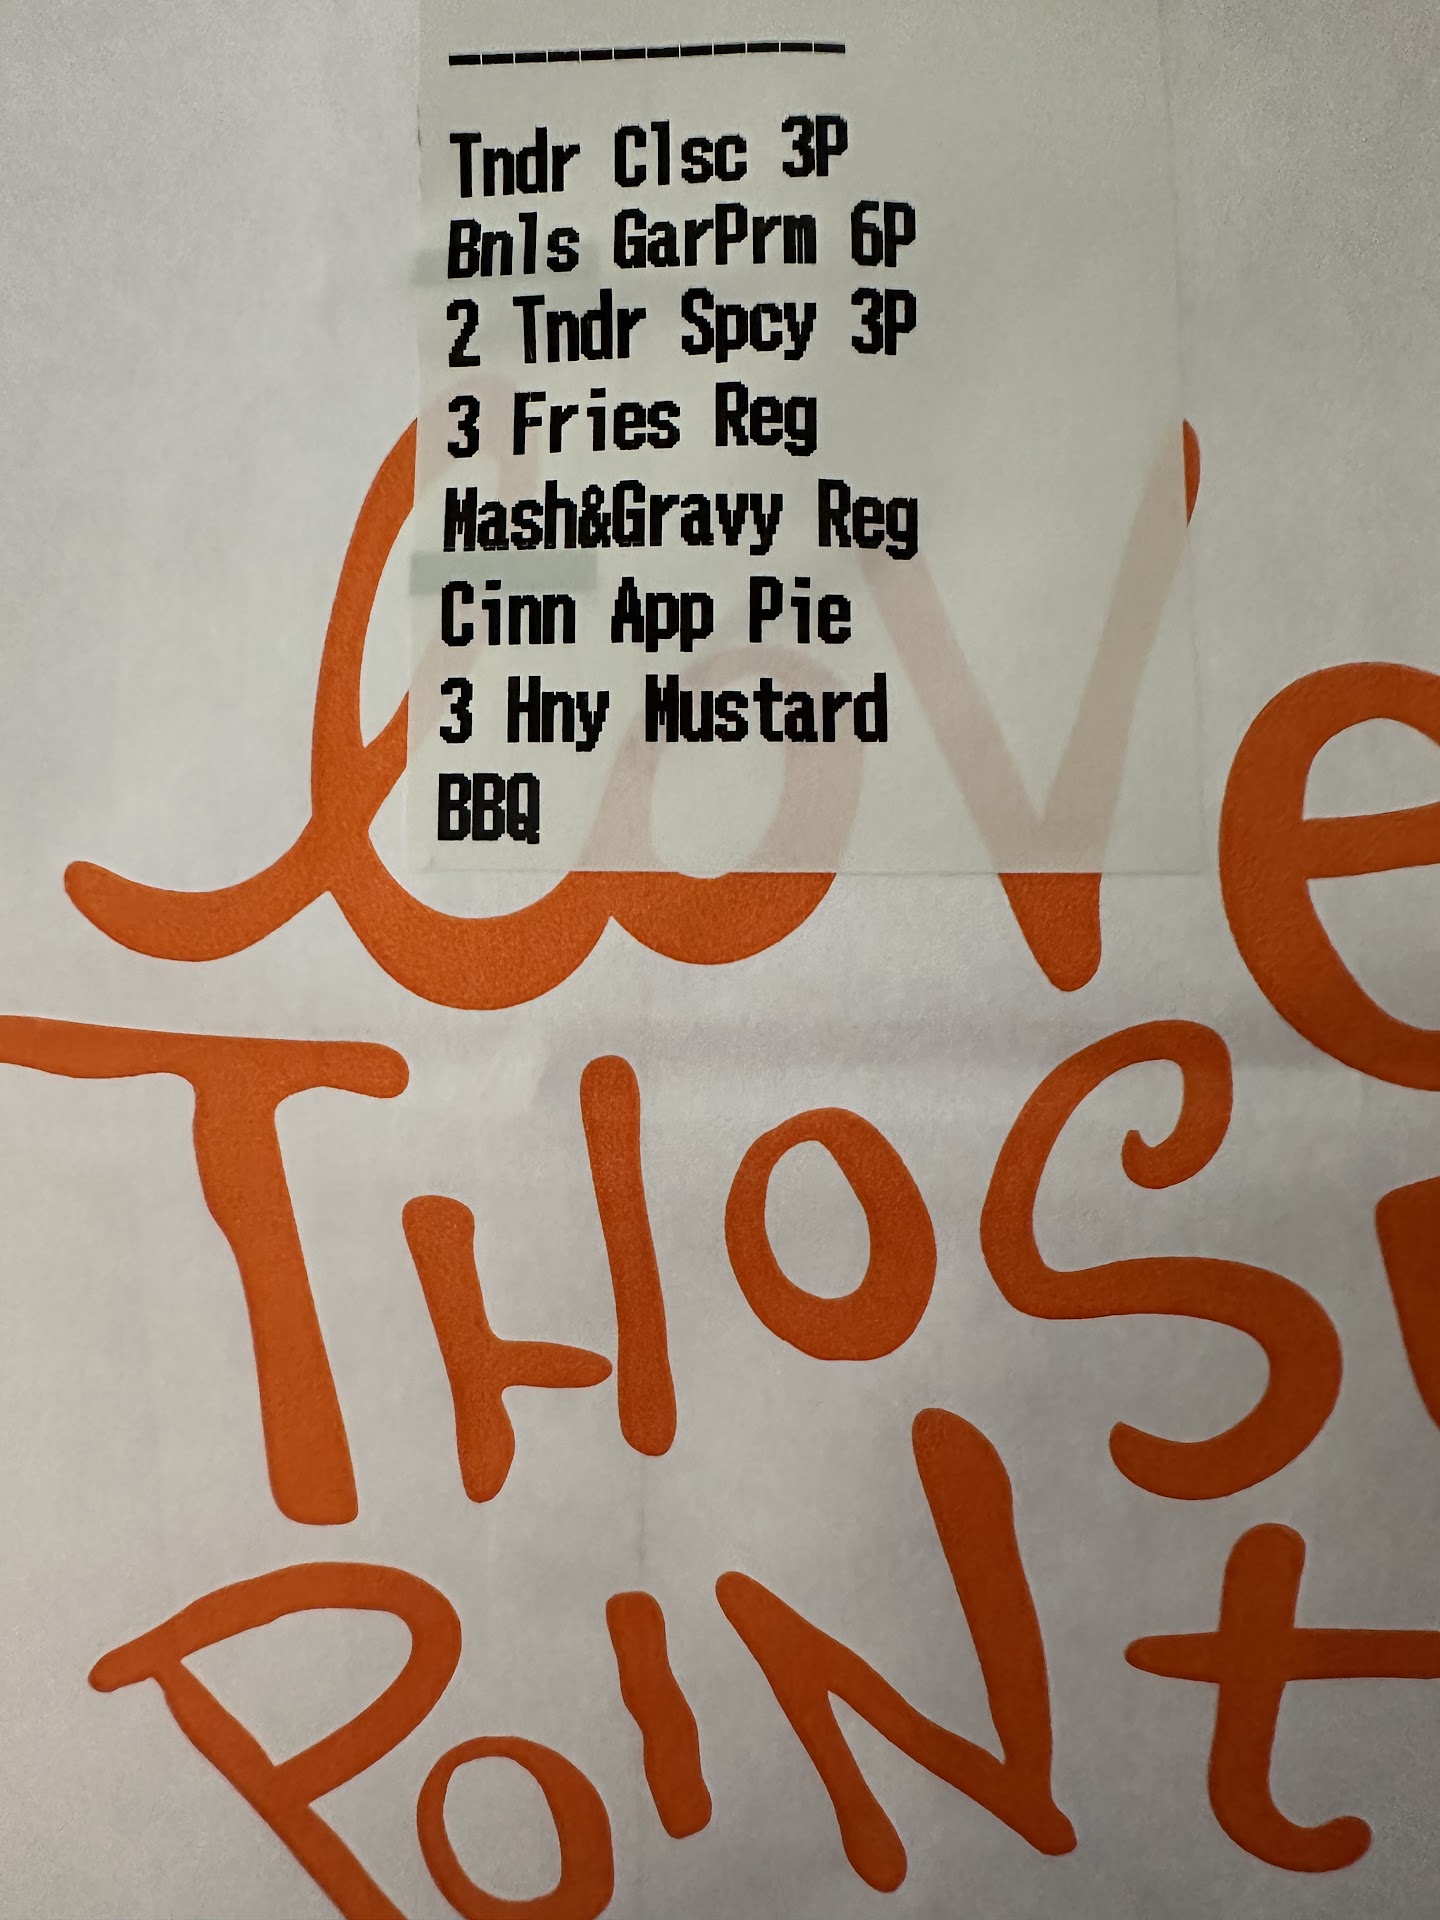 Tndr Clsc 3P
Bnls GarPrm 6P
2 Tndr Spcy 3P
3 Fries Reg
Mash&Gravy Reg
Cinn App Pie
3 Hny Mustard
BBQ
love
THOSE
POINT